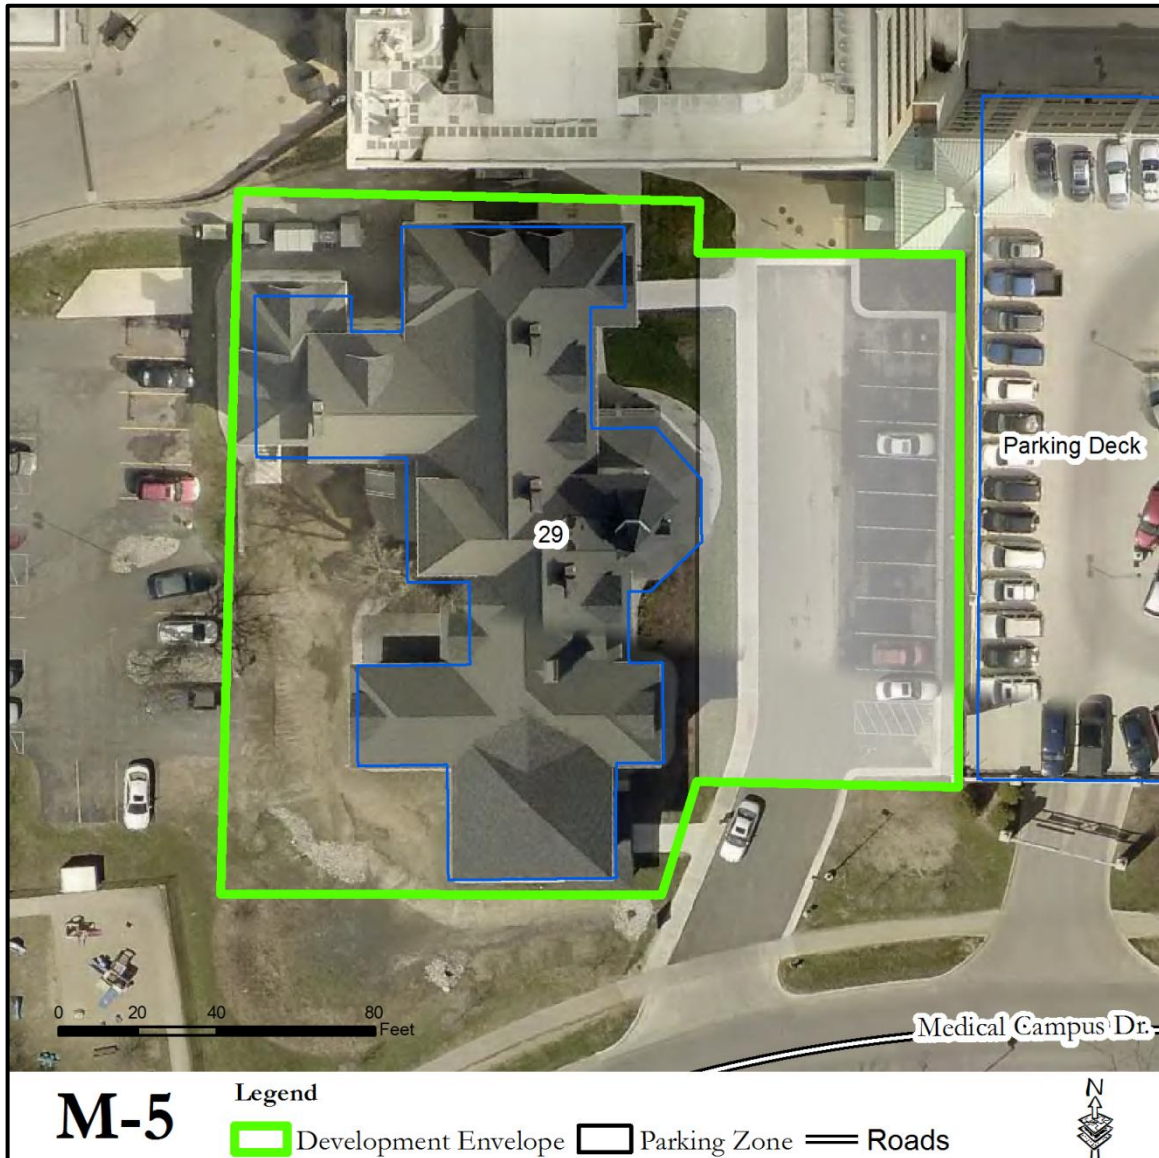 Parking Deck
29
0 20 40 80
Feet
Medical Campus Dr.
M-5
Legend
Development Envelope Parking Zone Roads
N